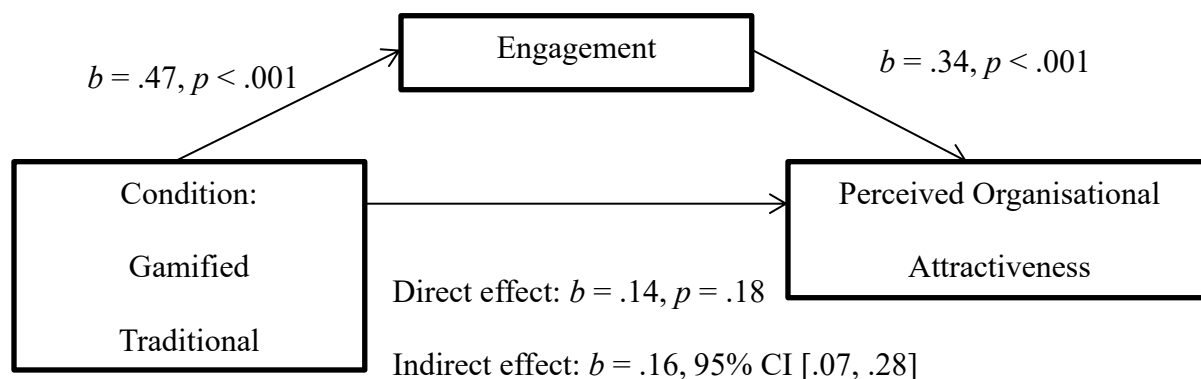 Engagement
b = .47, p < .001
b = .34, p < .001
Condition:
Gamified
Traditional
Perceived Organisational
Attractiveness
Direct effect: b = .14, p = .18
Indirect effect: b = .16, 95% CI [.07, .28]